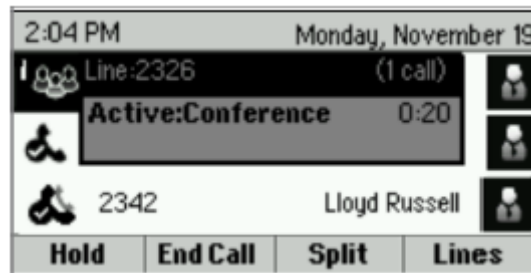 2:04 PM Monday, November 19
Line:2326 (1 call)
Active:Conference 0:20
2342 Lloyd Russell
Hold End Call Split Lines